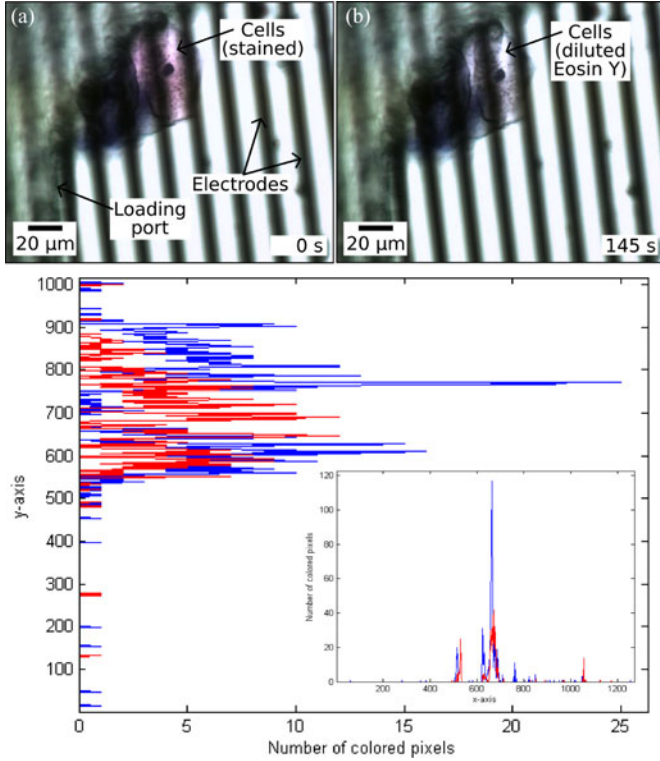 (a)
Cells
(stained)
Electrodes
Loading
port
20 µm
0 s
(b)
Cells
(diluted
Eosin Y)
20 µm
145 s
1000
900
800
700
600
500
400
300
200
100
y-axis
0
5
10
15
20
25
Number of colored pixels
120
100
80
60
40
20
0
Number of colored pixels
200
400
600
800
1000
1200
x-axis